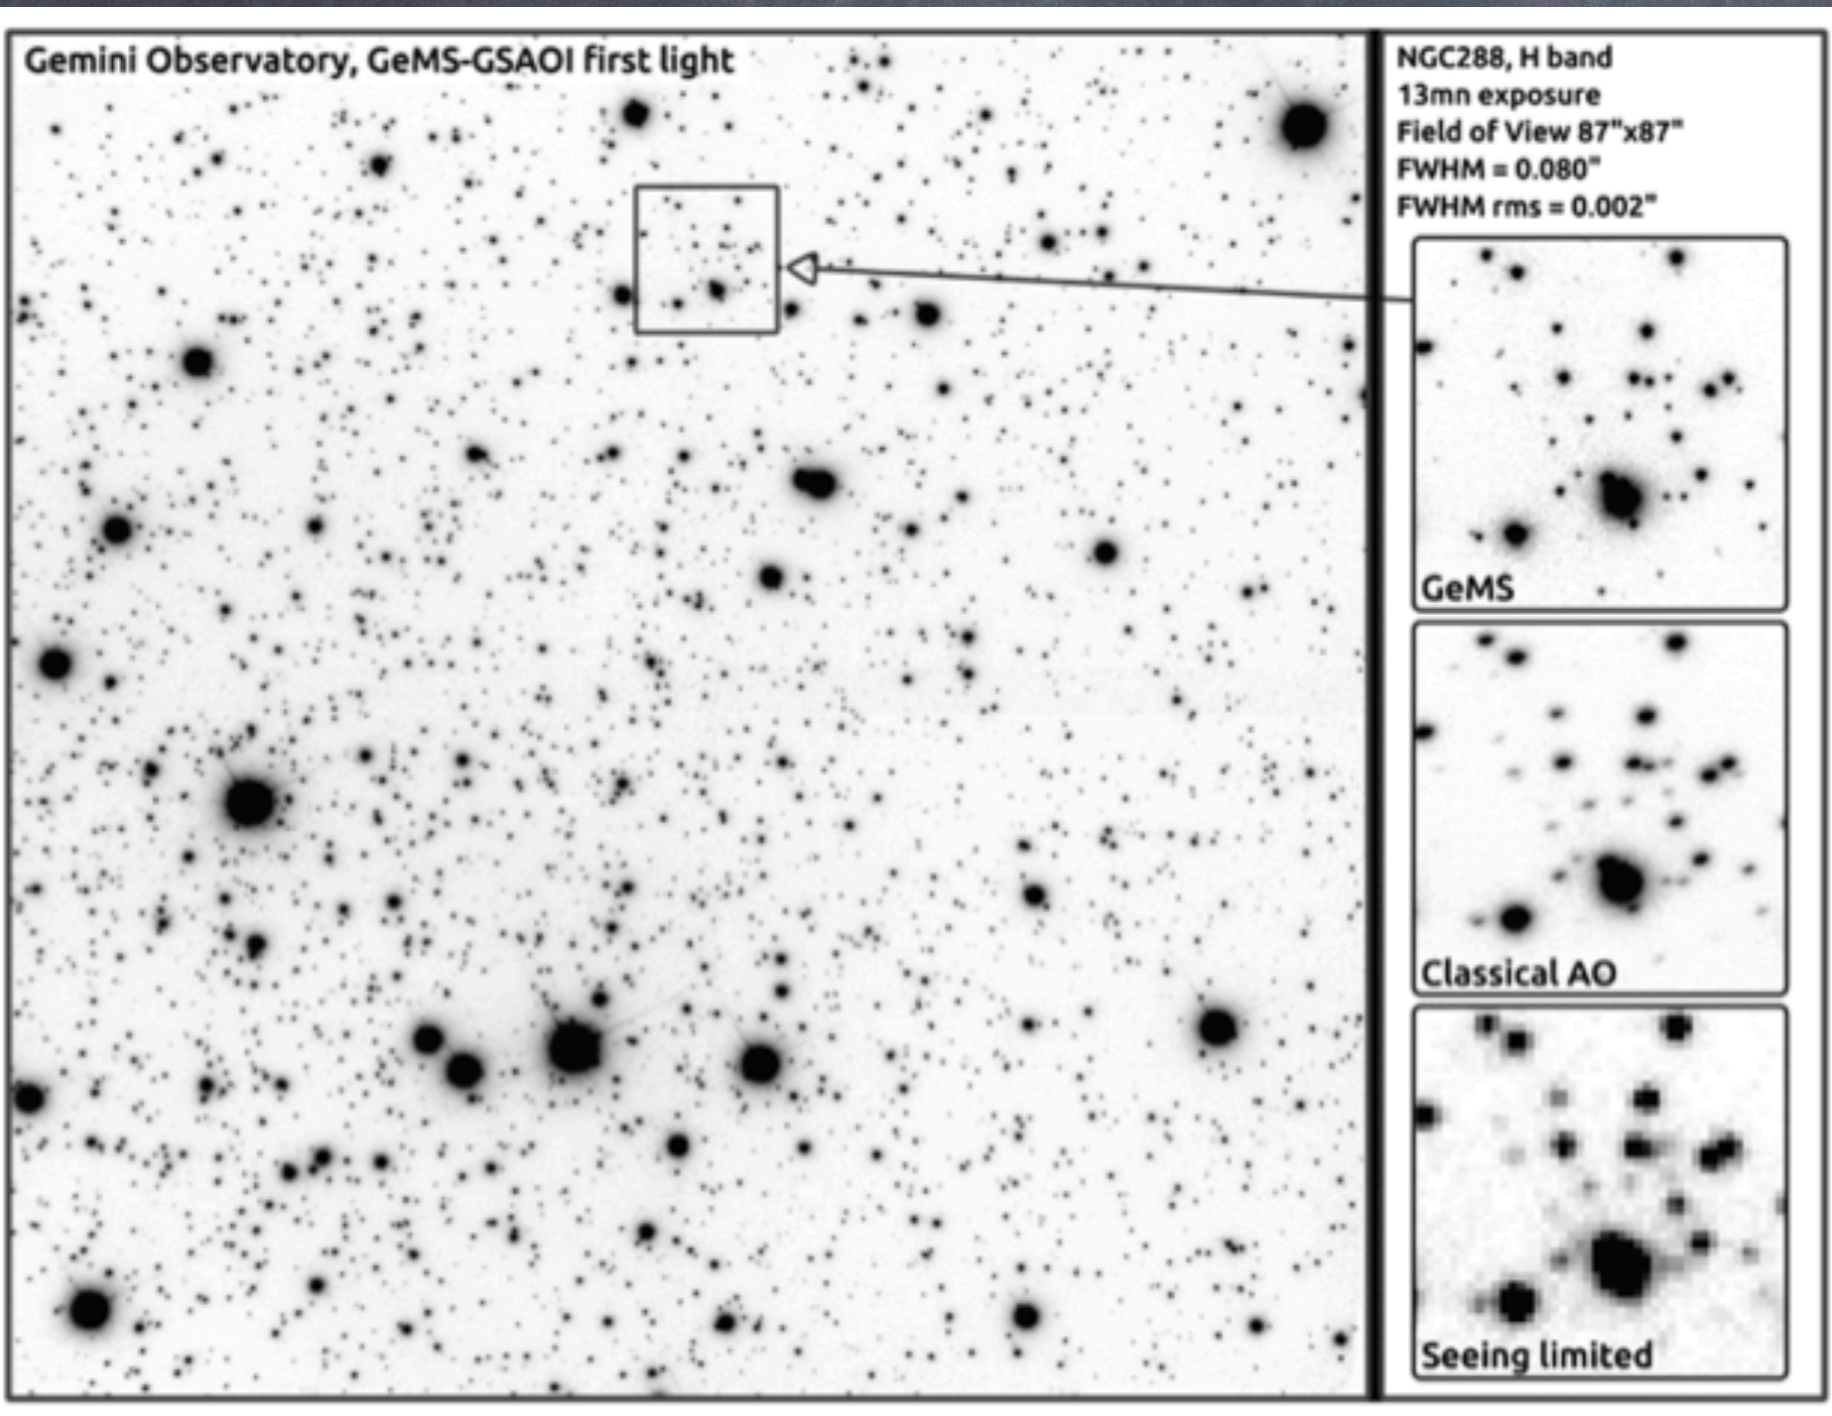 Gemini Observatory, GeMS-GSAOI first light
NGC288, H band
13mn exposure
Field of View 87"x87"
FWHM = 0.080"
FWHM rms = 0.002"
GeMS
Classical AO
Seeing limited